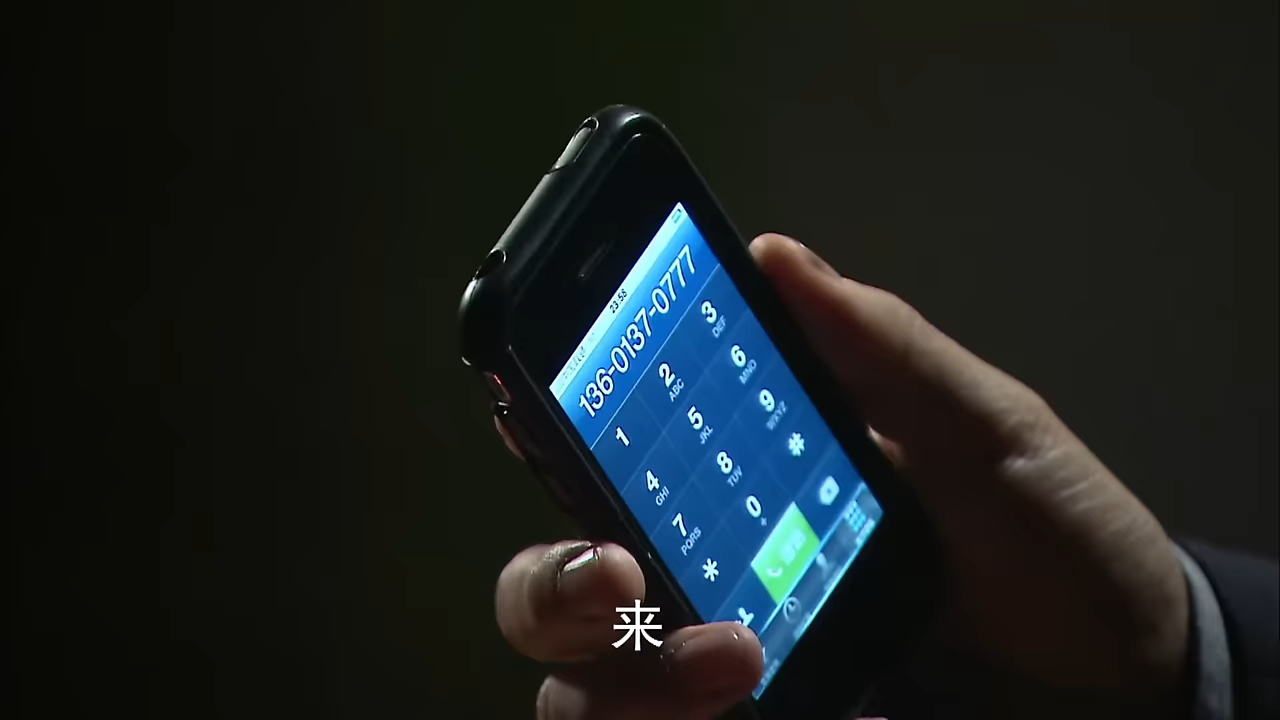 23:58
136-0137-0777
1
2 ABC
3 DEF
4 GHI
5 JKL
6 MNO
7 PQRS
8 TUV
9 WXYZ
*
0 +
#
来